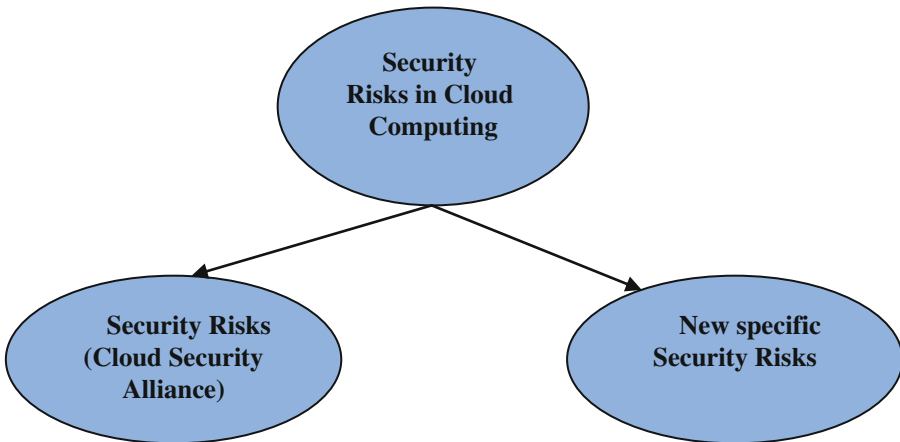 Security
Risks in Cloud
Computing
Security Risks
(Cloud Security
Alliance)
New specific
Security Risks